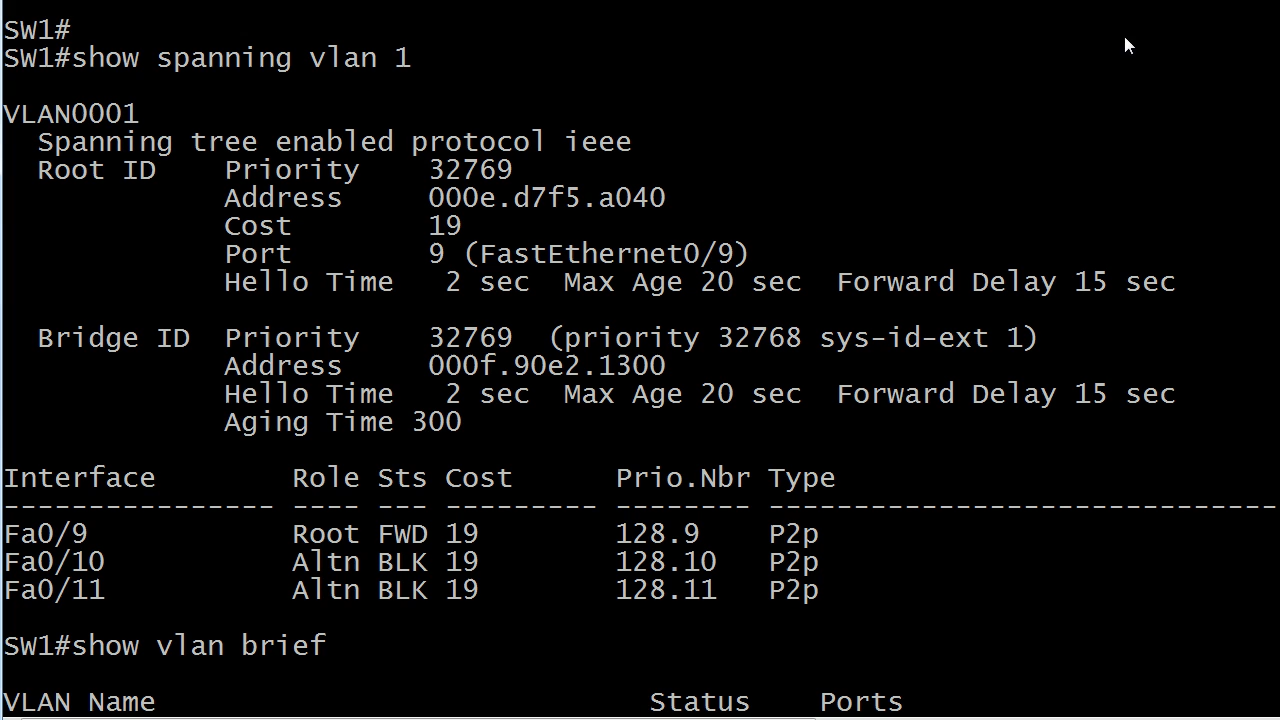 SW1#
SW1#show spanning vlan 1
VLAN0001
  Spanning tree enabled protocol ieee
  Root ID    Priority    32769
             Address     000e.d7f5.a040
             Cost        19
             Port        9 (FastEthernet0/9)
             Hello Time   2 sec  Max Age 20 sec  Forward Delay 15 sec
  Bridge ID  Priority    32769  (priority 32768 sys-id-ext 1)
             Address     000f.90e2.1300
             Hello Time   2 sec  Max Age 20 sec  Forward Delay 15 sec
             Aging Time 300
Interface        Role Sts Cost      Prio.Nbr Type
---------------- ---- --- --------- -------- ------------------------------
Fa0/9            Root FWD 19        128.9    P2p
Fa0/10           Altn BLK 19        128.10   P2p
Fa0/11           Altn BLK 19        128.11   P2p
SW1#show vlan brief
VLAN Name                             Status    Ports